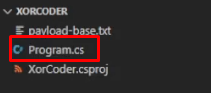 XORCODER
payload-base.txt
Program.cs
XorCoder.csproj